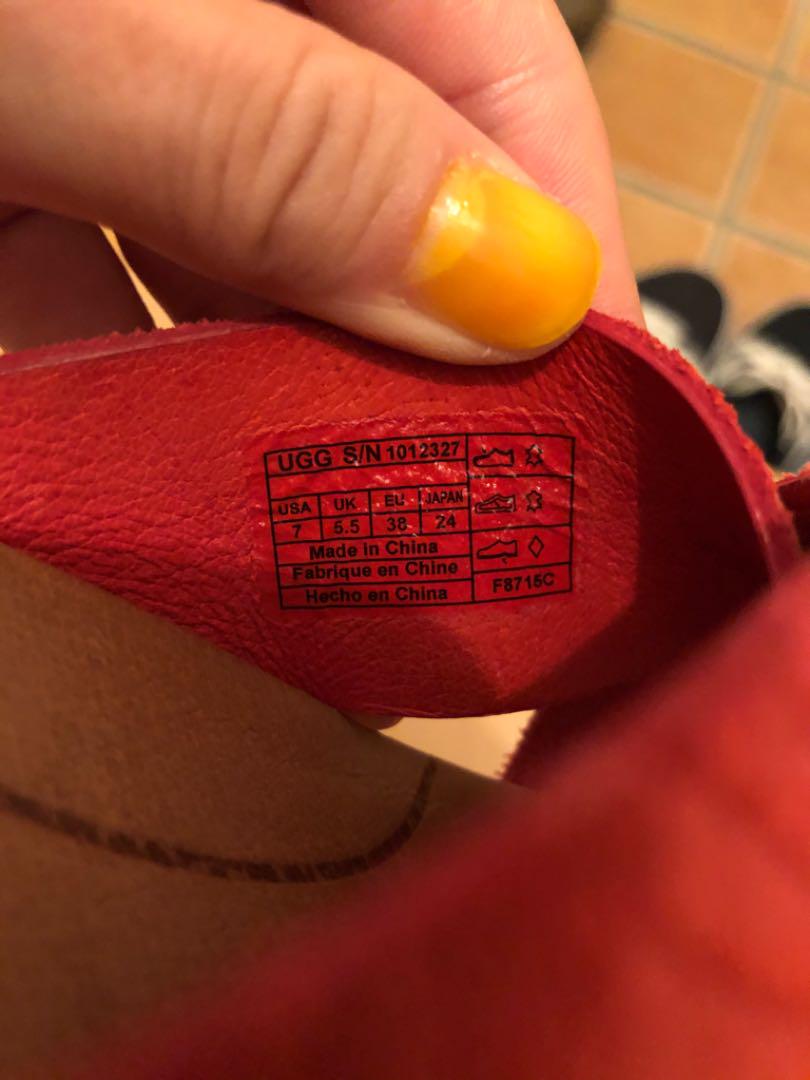 UGG S/N 1012327
USA UK EU JAPAN
7 5.5 38 24
Made in China
Fabrique en Chine
Hecho en China
F8715C